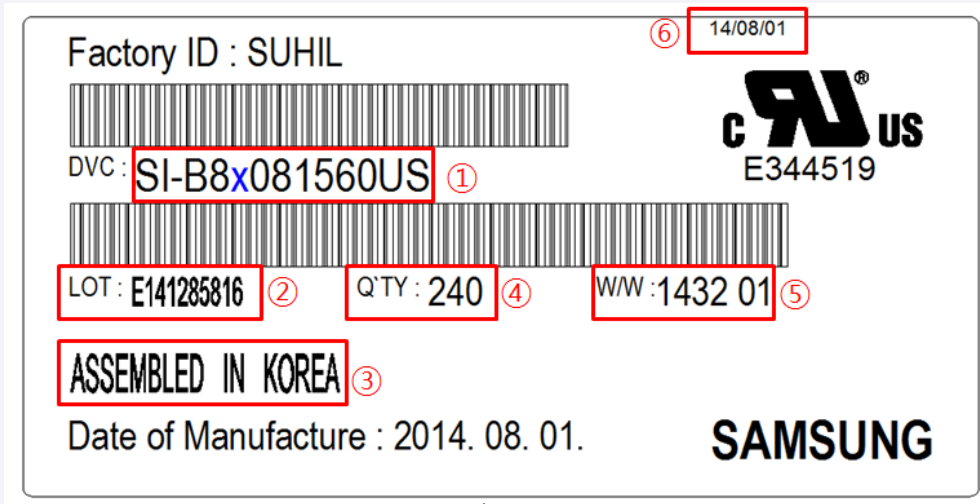 ⑥ 14/08/01
Factory ID : SUHIL
c RU ® US
E344519
DVC : SI-B8x081560US ①
LOT : E141285816 ② Q`TY : 240 ④ W/W :1432 01 ⑤
ASSEMBLED IN KOREA ③
Date of Manufacture : 2014. 08. 01.
SAMSUNG